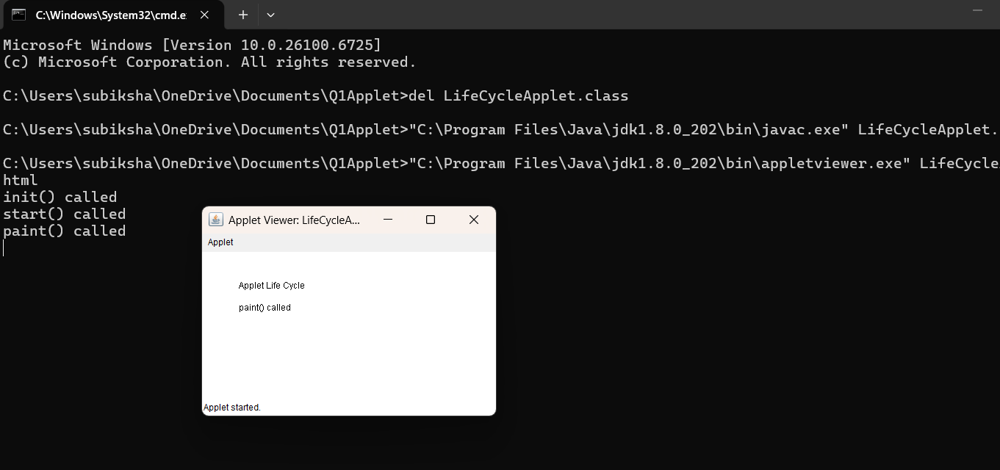 C:\Windows\System32\cmd.e
Microsoft Windows [Version 10.0.26100.6725]
(c) Microsoft Corporation. All rights reserved.
C:\Users\subiksha\OneDrive\Documents\Q1Applet>del LifeCycleApplet.class
C:\Users\subiksha\OneDrive\Documents\Q1Applet>"C:\Program Files\Java\jdk1.8.0_202\bin\javac.exe" LifeCycleApplet.
C:\Users\subiksha\OneDrive\Documents\Q1Applet>"C:\Program Files\Java\jdk1.8.0_202\bin\appletviewer.exe" LifeCycle
html
init() called
start() called
paint() called
Applet Viewer: LifeCycleA...
Applet
Applet Life Cycle
paint() called
Applet started.